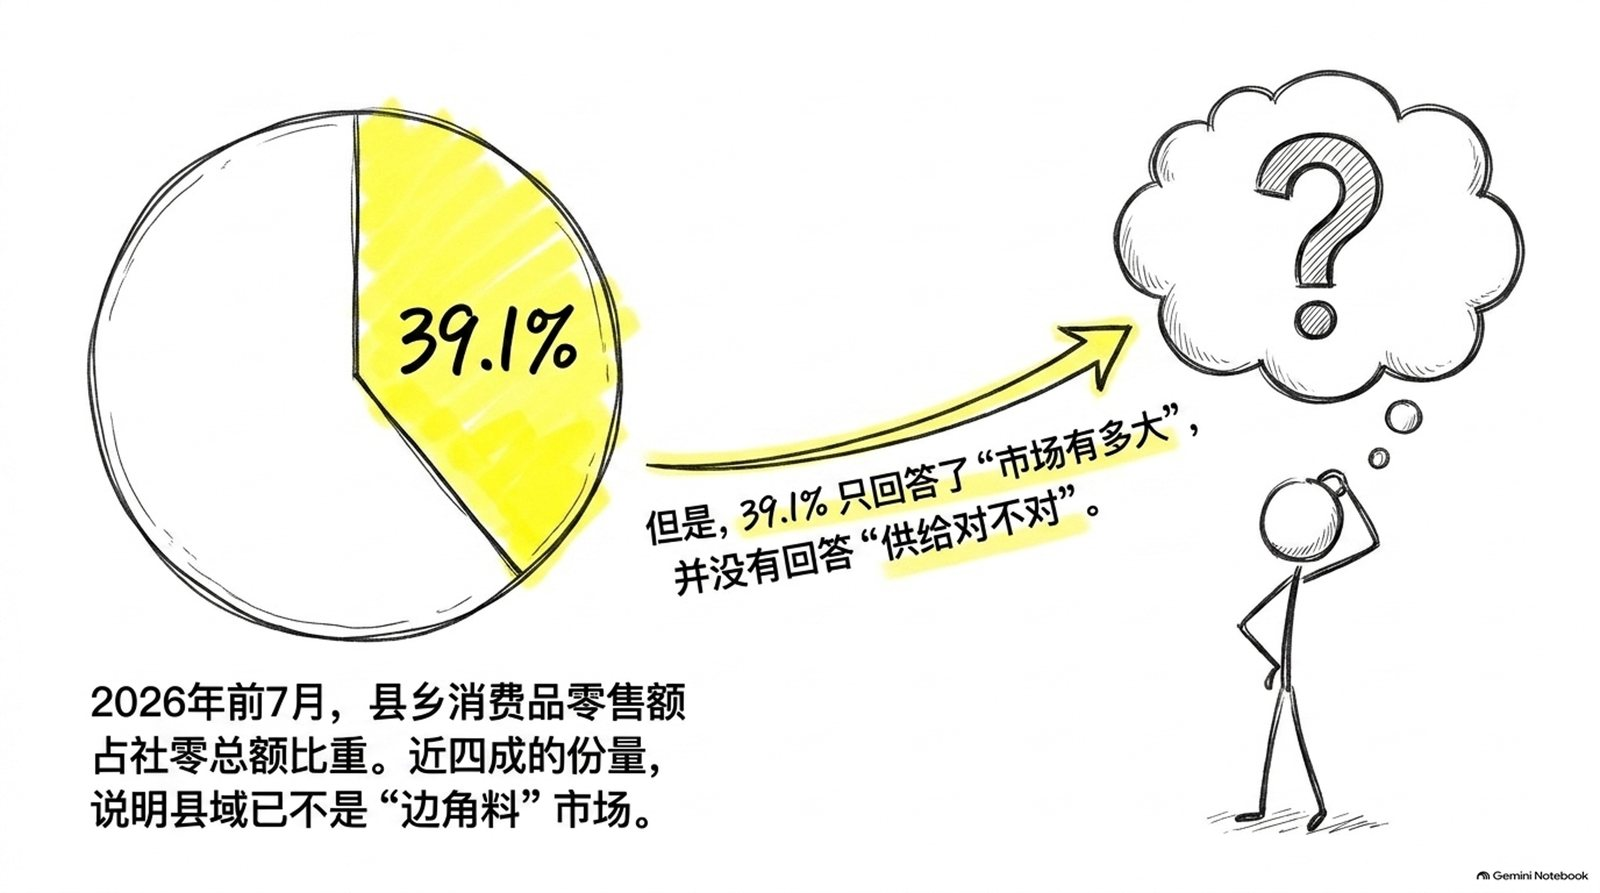 39.1%
但是，39.1% 只回答了“市场有多大”，
并没有回答“供给对不对”。
2026年前7月，县乡消费品零售额
占社零总额比重。近四成的份量，
说明县域已不是“边角料”市场。
Gemini Notebook